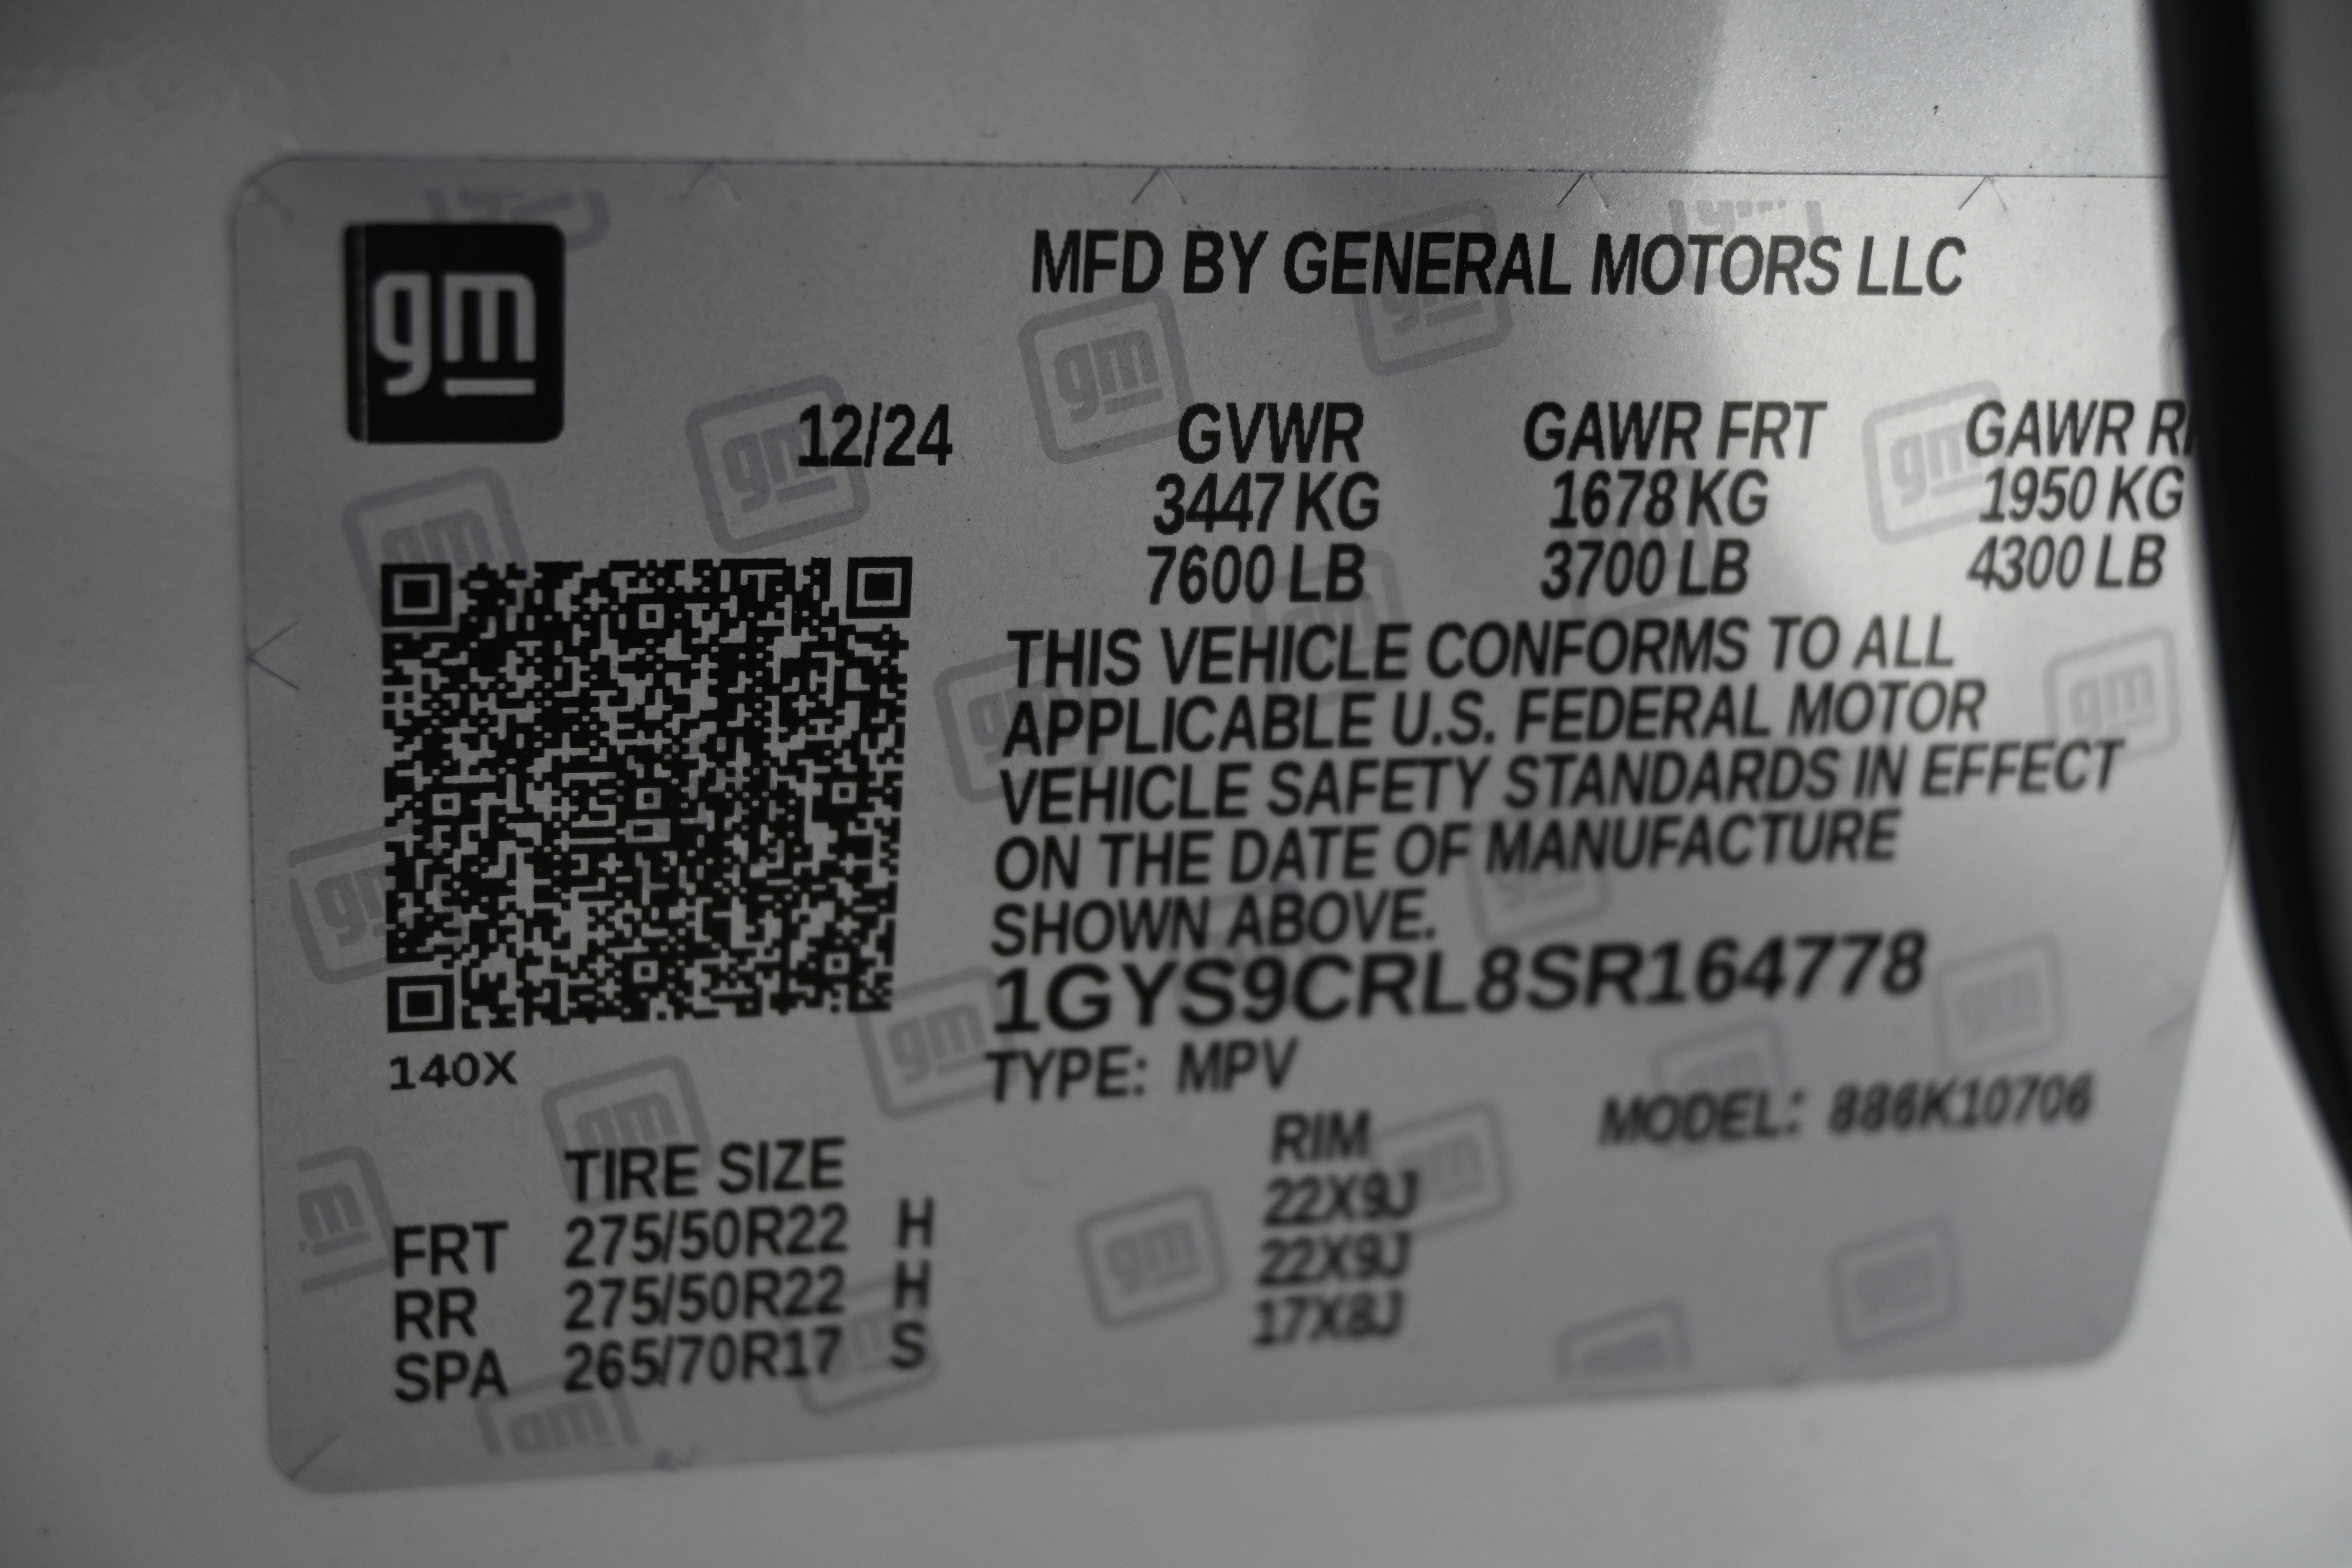 gm
MFD BY GENERAL MOTORS LLC
12/24 GVWR GAWR FRT GAWR
3447 KG 1678 KG 1950 KG
7600 LB 3700 LB 4300 LB
THIS VEHICLE CONFORMS TO ALL
APPLICABLE U.S. FEDERAL MOTOR
VEHICLE SAFETY STANDARDS IN EFFECT
ON THE DATE OF MANUFACTURE
SHOWN ABOVE.
1GYS9CRL8SR164778
140X
TYPE: MPV
MODEL: 886K10706
TIRE SIZE RIM
FRT 275/50R22 H 22X9J
RR 275/50R22 H 22X9J
SPA 265/70R17 S 17X8J